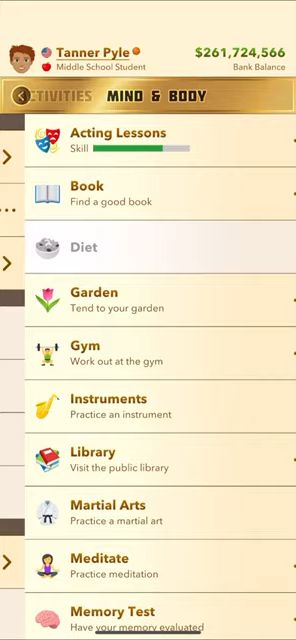 Tanner Pyle
$261,724,566
Middle School Student
Bank Balance
CTIVITIES
MIND & BODY
Acting Lessons
Skill
Book
Find a good book
Diet
Garden
Tend to your garden
Gym
Work out at the gym
Instruments
Practice an instrument
Library
Visit the public library
Martial Arts
Practice a martial art
Meditate
Practice meditation
Memory Test
Have your memory evaluated